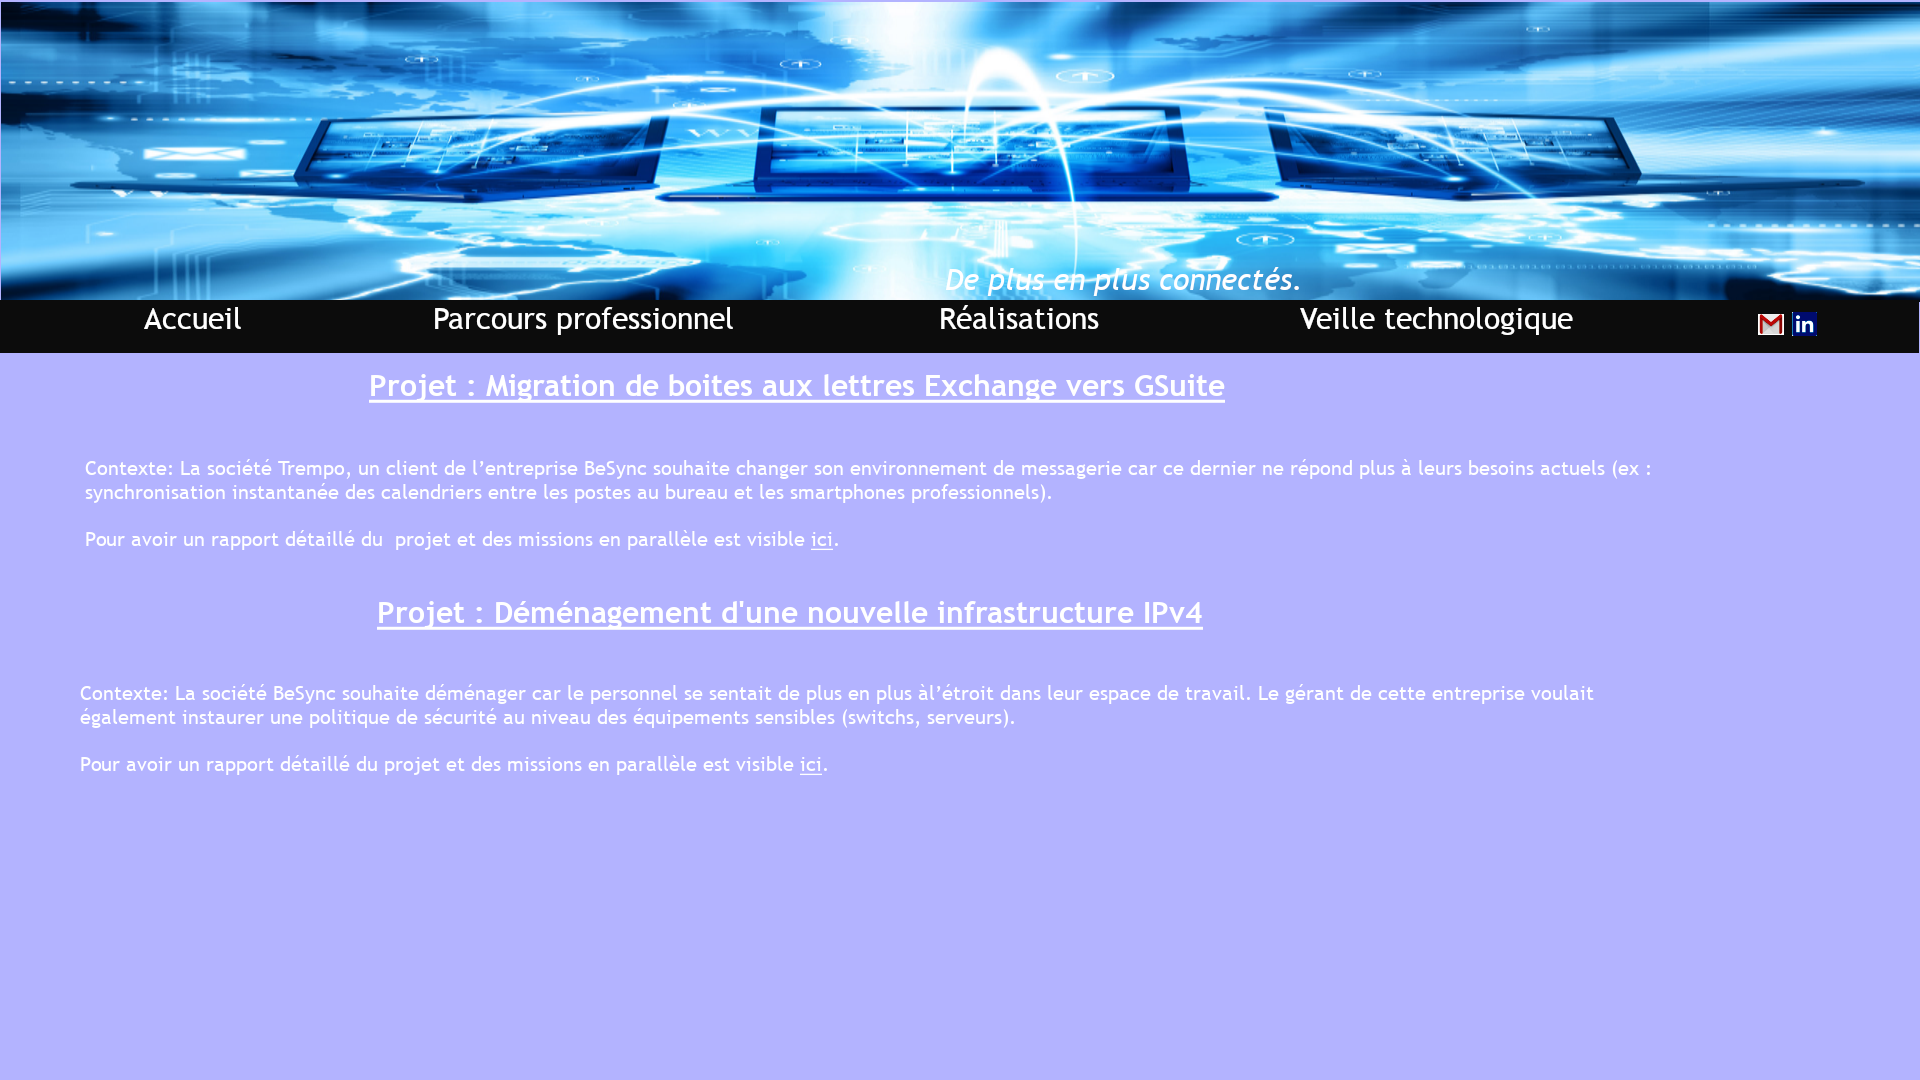 De plus en plus connectés.
Accueil
Parcours professionnel
Réalisations
Veille technologique
in
Projet : Migration de boites aux lettres Exchange vers GSuite
Contexte: La société Trempo, un client de l’entreprise BeSync souhaite changer son environnement de messagerie car ce dernier ne répond plus à leurs besoins actuels (ex :
synchronisation instantanée des calendriers entre les postes au bureau et les smartphones professionnels).
Pour avoir un rapport détaillé du  projet et des missions en parallèle est visible ici.
Projet : Déménagement d'une nouvelle infrastructure IPv4
Contexte: La société BeSync souhaite déménager car le personnel se sentait de plus en plus àl’étroit dans leur espace de travail. Le gérant de cette entreprise voulait
également instaurer une politique de sécurité au niveau des équipements sensibles (switchs, serveurs).
Pour avoir un rapport détaillé du projet et des missions en parallèle est visible ici.